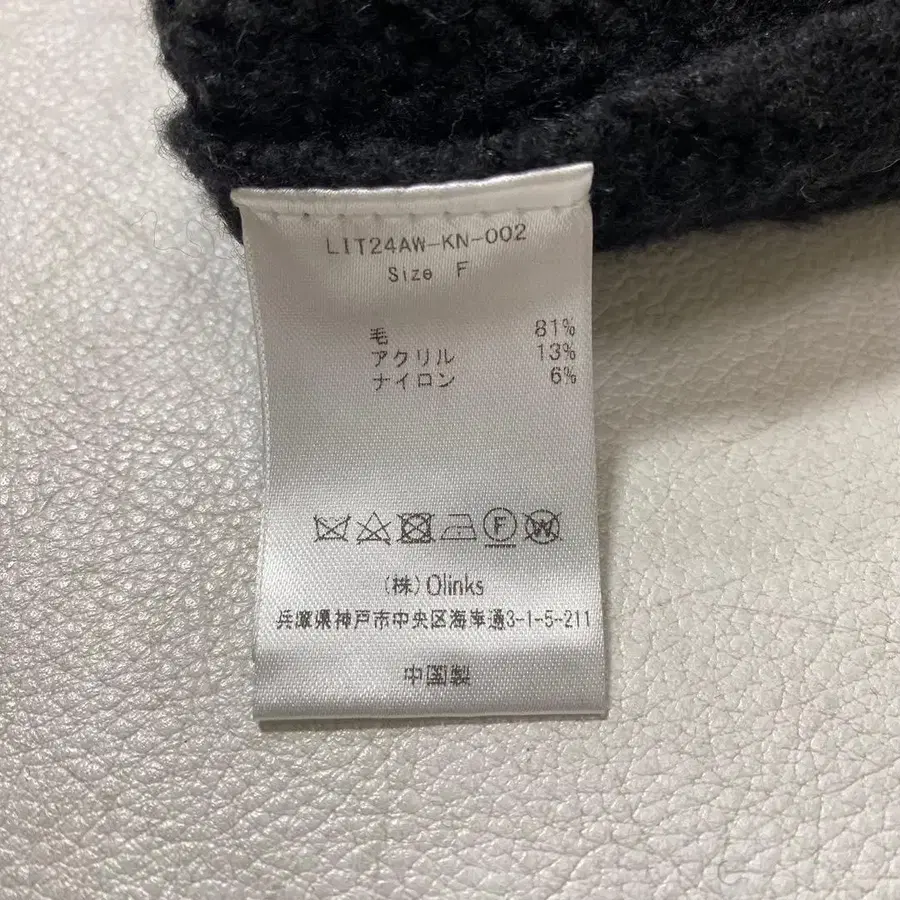 LIT24AW-KN-002
Size F
毛 81%
アクリル 13%
ナイロン 6%
F W
(株)Olinks
兵庫県神戸市中央区海岸通3-1-5-211
中国製